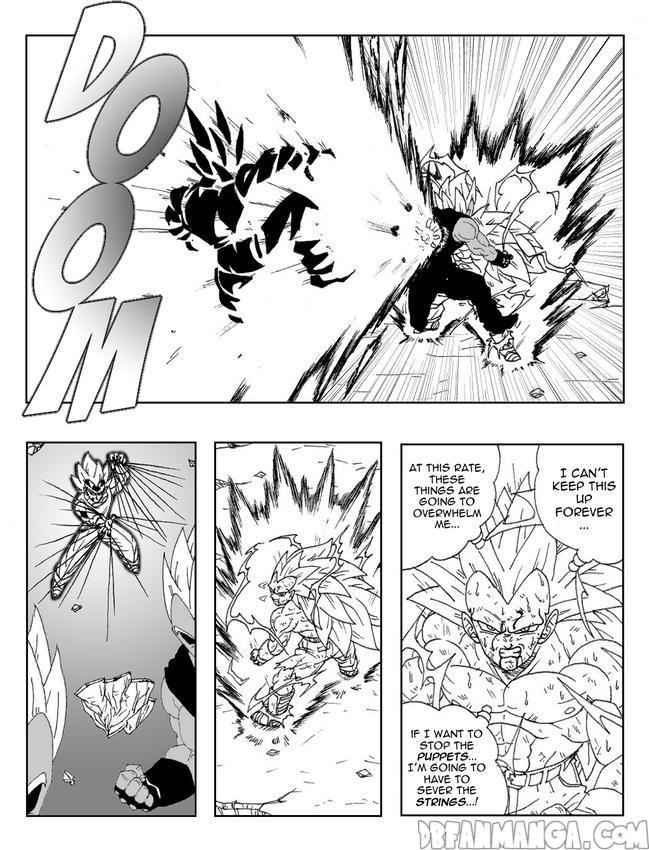 DOOM
I CAN'T
KEEP THIS
UP
FOREVER
...
AT THIS RATE,
THESE
THINGS ARE
GOING TO
OVERWHELM
ME...
IF I WANT TO
STOP THE
PUPPETS...
I'M GOING TO
HAVE TO
SEVER THE
STRINGS...!
DBFANMANGA.COM